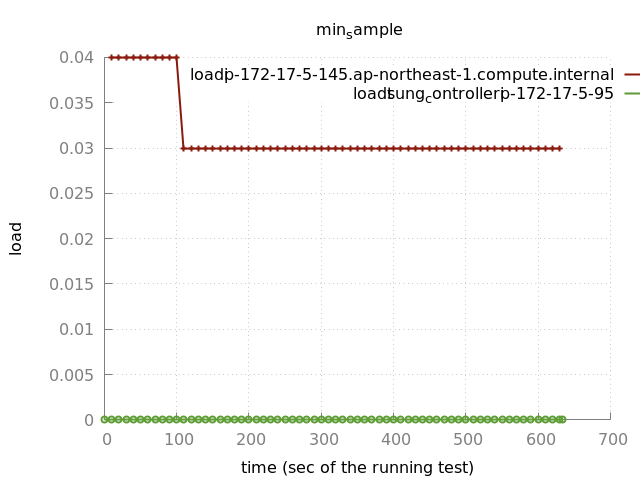 min_sample
0.04
loadip-172-17-5-145.ap-northeast-1.compute.internal
loadtsung_controllerip-172-17-5-95
0.035
0.03
0.025
0.02
0.015
0.01
0.005
0
load
0 100 200 300 400 500 600 700
time (sec of the running test)